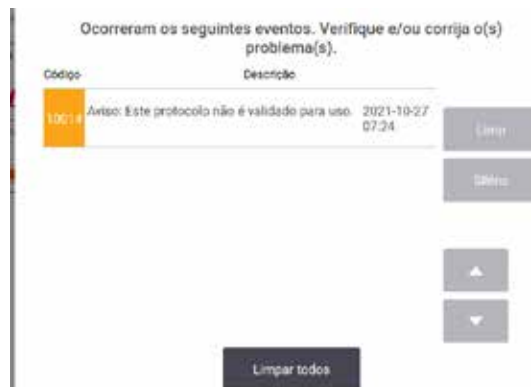 Ocorreram os seguintes eventos. Verifique e/ou corrija o(s)
problema(s).
Código Descrição
10014 Aviso: Este protocolo não é validado para uso. 2021-10-27
07:24
Limpar todos